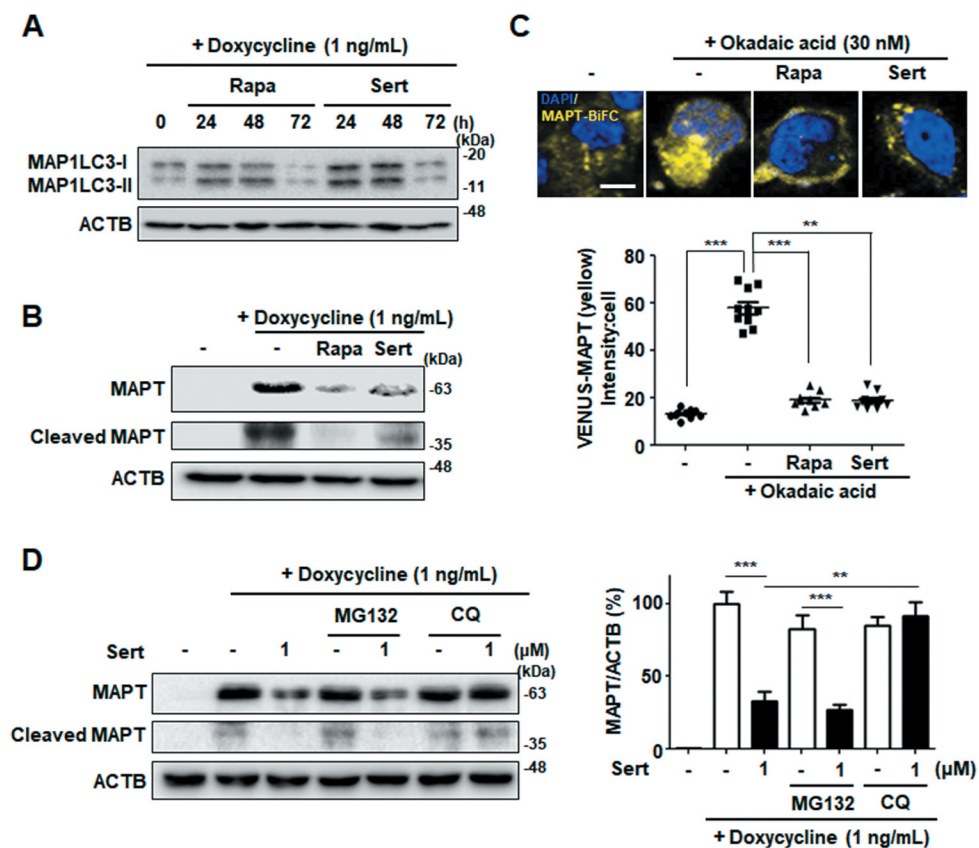 A
+ Doxycycline (1 ng/mL)
Rapa Sert
0 24 48 72 24 48 72 (h)
(kDa)
MAP1LC3-I
-20
MAP1LC3-II
-11
-48
ACTB
B
+ Doxycycline (1 ng/mL)
- - Rapa Sert (kDa)
MAPT
-63
Cleaved MAPT
-35
-48
ACTB
C
+ Okadaic acid (30 nM)
- - Rapa Sert
DAPI/
MAPT-BiFC
VENUS-MAPT (yellow)
Intensity:cell
80
60
40
20
0
*** *** **
- - Rapa Sert
+ Okadaic acid
D
+ Doxycycline (1 ng/mL)
MG132 CQ
Sert - - 1 - 1 - 1 (μM)
(kDa)
MAPT
-63
Cleaved MAPT
-35
-48
ACTB
MAPT/ACTB (%)
100
50
0
*** *** **
Sert - - 1 - 1 - 1 (μM)
MG132 CQ
+ Doxycycline (1 ng/mL)